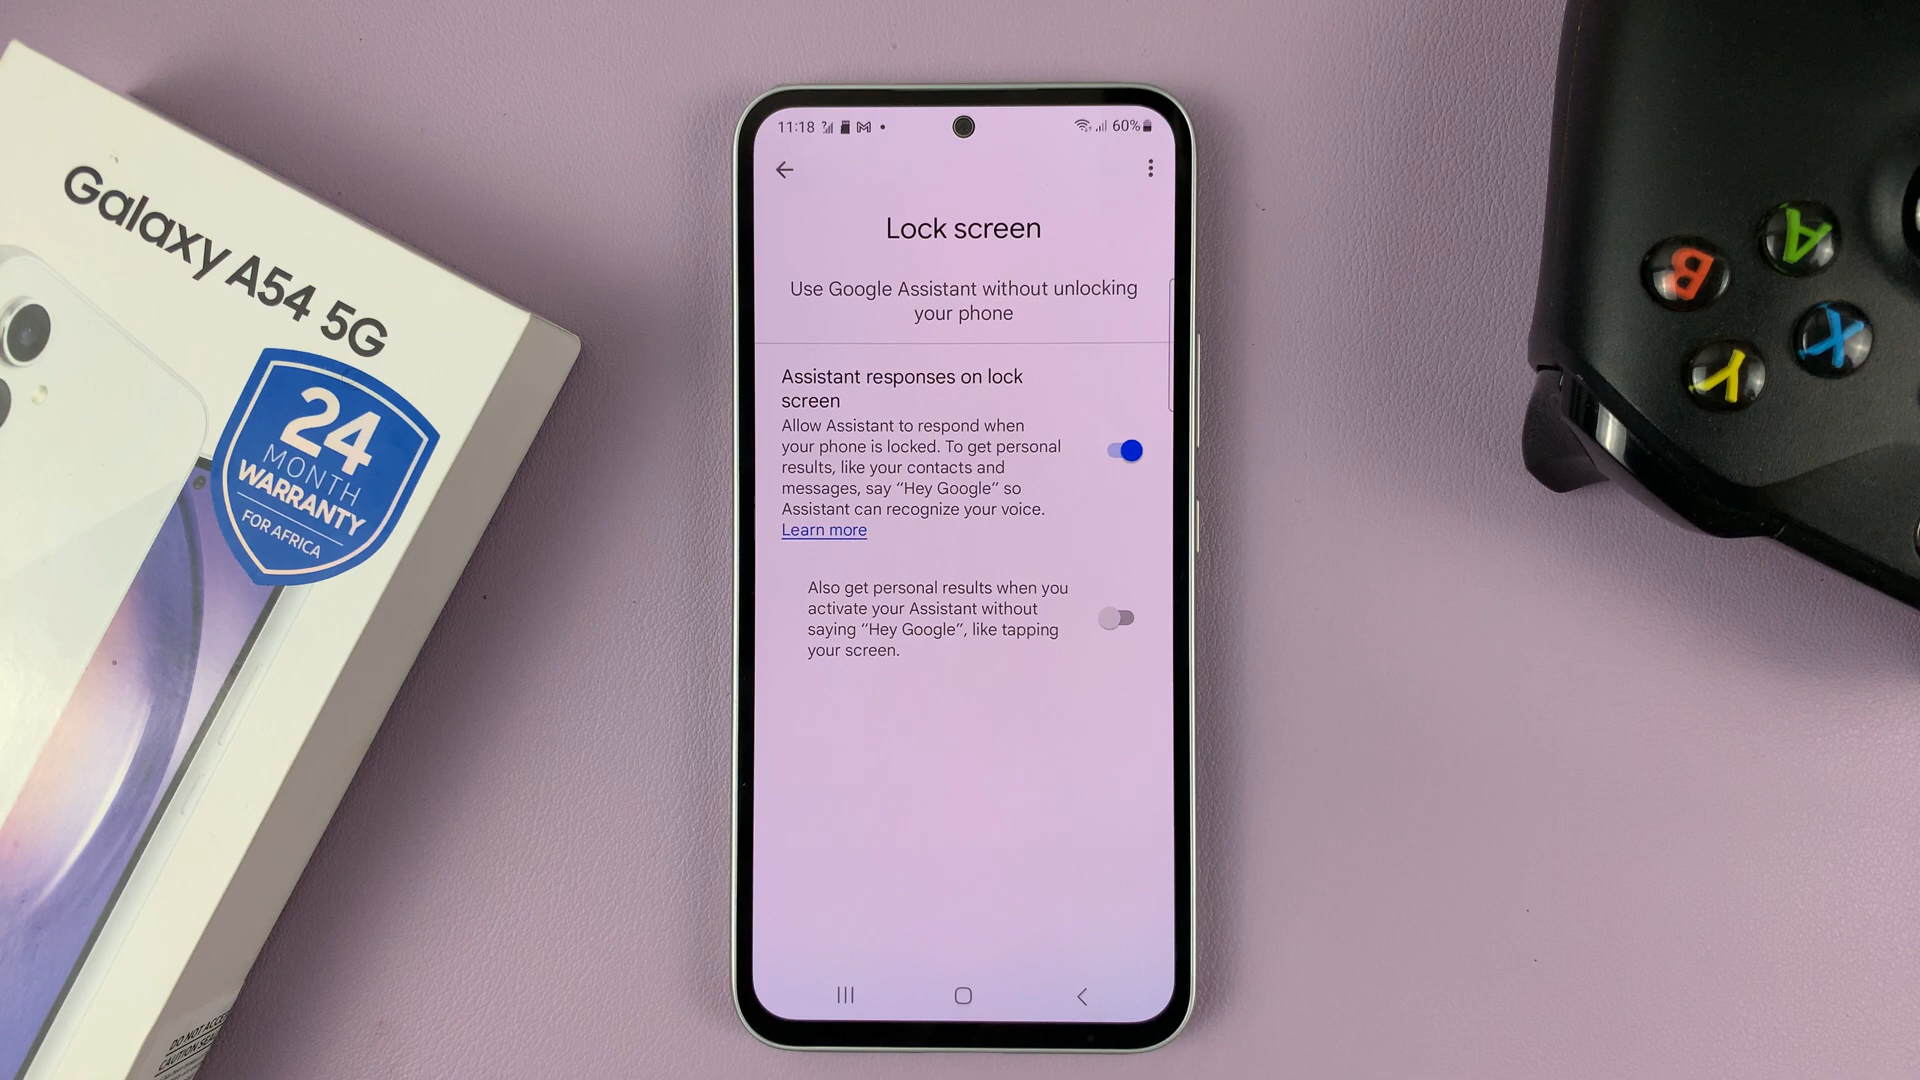 Galaxy A54 5G
24
MONTH
WARRANTY
FOR AFRICA
CAUTION SEAL
11:18
60%
Lock screen
Use Google Assistant without unlocking
your phone
Assistant responses on lock
screen
Allow Assistant to respond when
your phone is locked. To get personal
results, like your contacts and
messages, say “Hey Google” so
Assistant can recognize your voice.
Learn more
Also get personal results when you
activate your Assistant without
saying “Hey Google”, like tapping
your screen.
A
B
X
Y